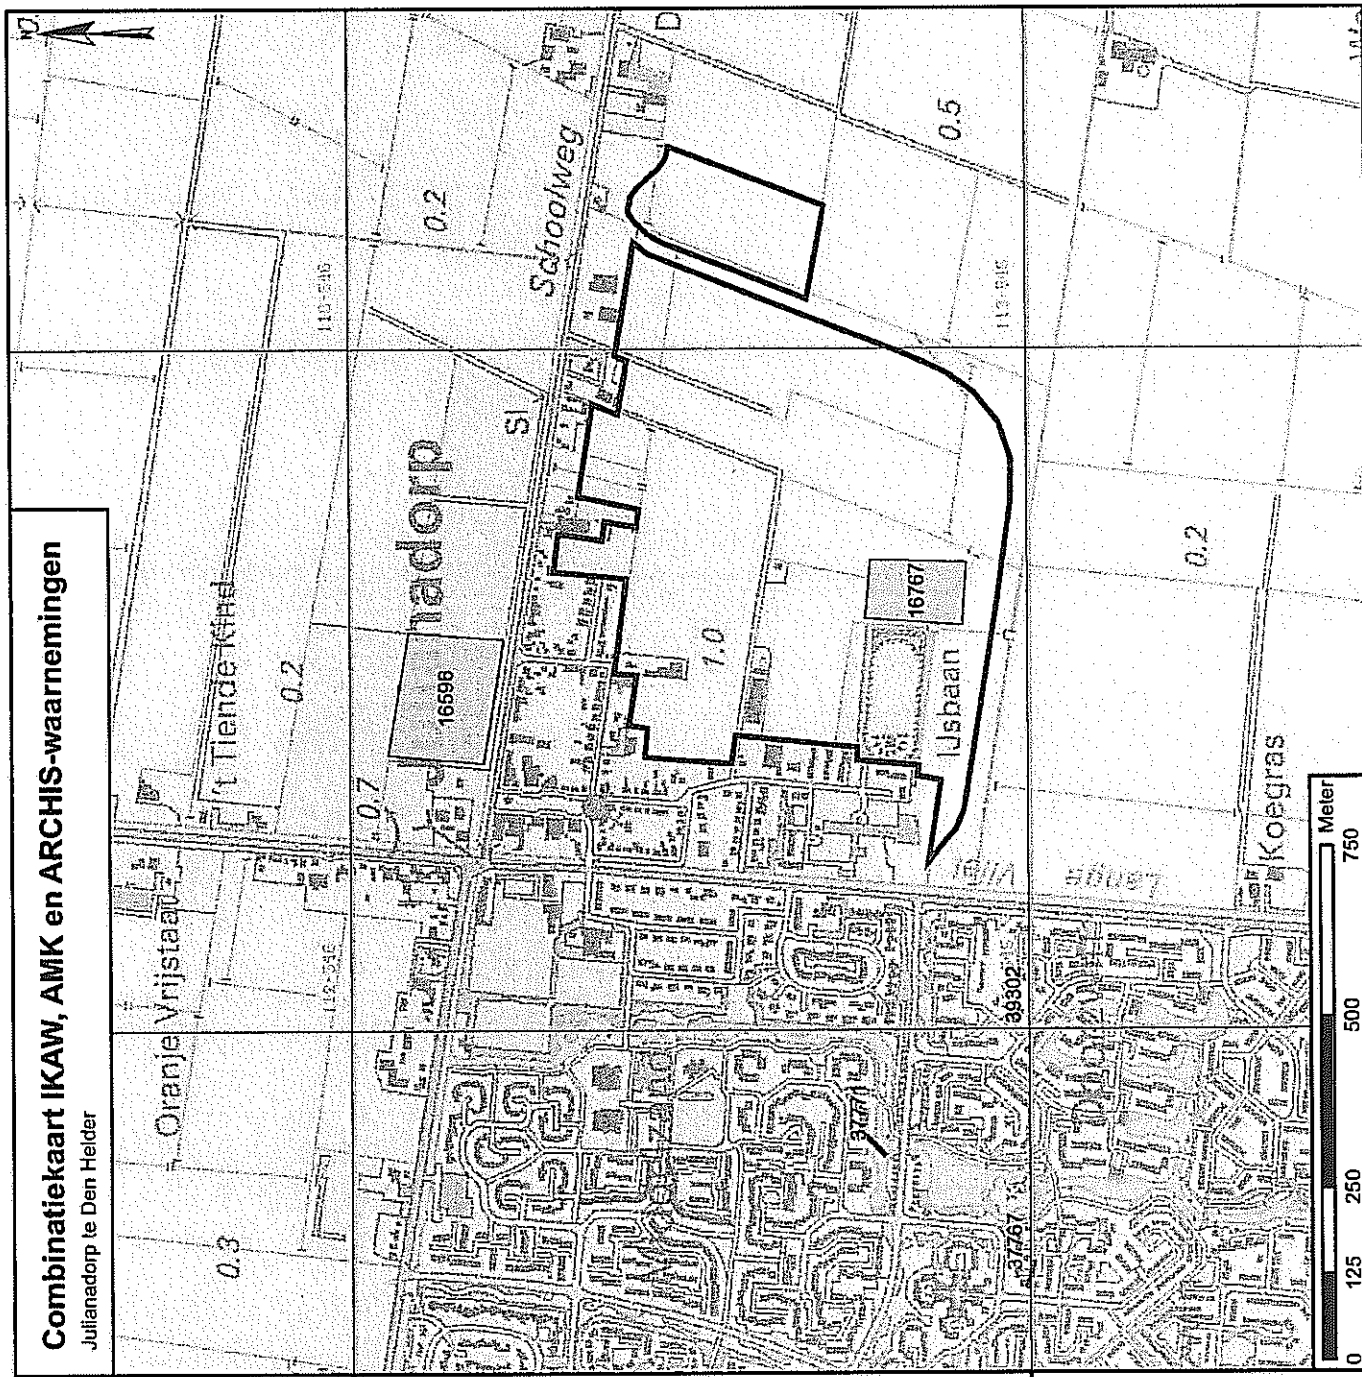 Combinatiekaart IKAW, AMK en ARCHIS-waarnemingen
Julianadorp te Den Helder
N
Oranje Vrijstaat
't Tiende Kind
0.3
0.2
0.7
0.2
nadorp
Schoolweg
Sl
D
0.5
1.0
0.2
16598
16767
IJsbaan
Koegras
Lange Vliet
37771
37767
39302
0 125 250 500 750
Meter